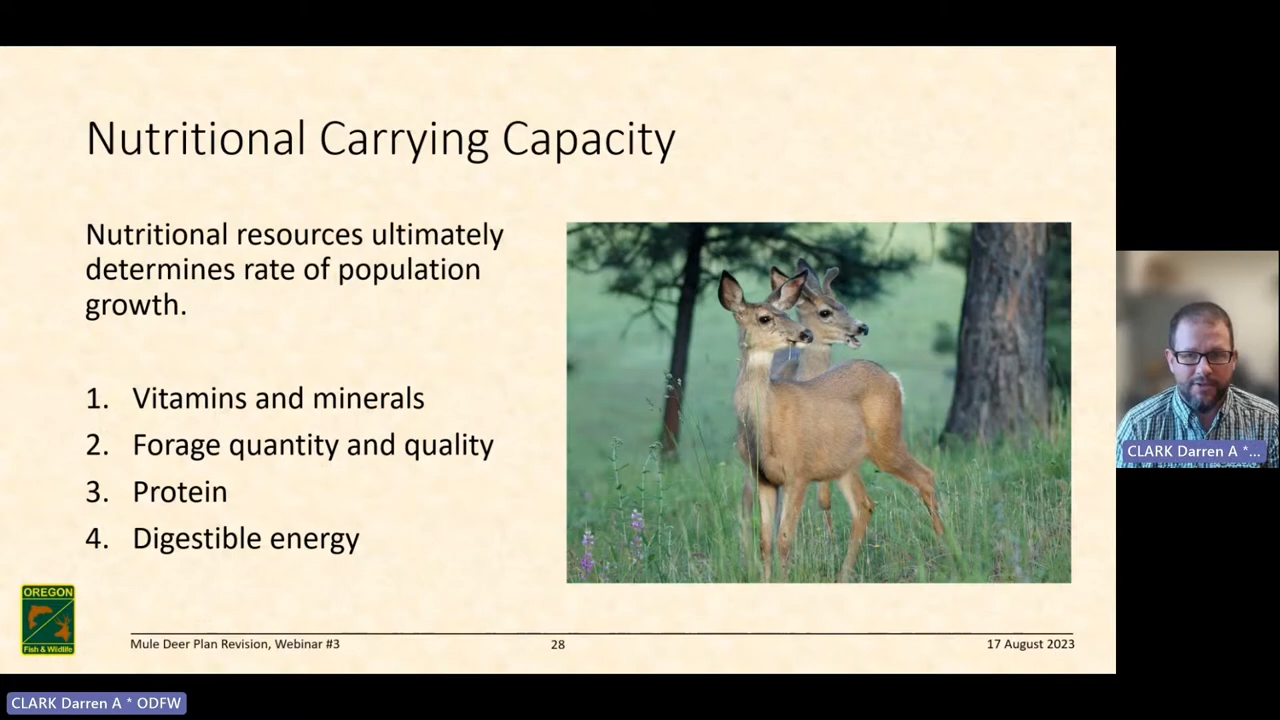 Nutritional Carrying Capacity
Nutritional resources ultimately
determines rate of population
growth.
1. Vitamins and minerals
2. Forage quantity and quality
3. Protein
4. Digestible energy
OREGON
Fish & Wildlife
Mule Deer Plan Revision, Webinar #3
28
17 August 2023
CLARK Darren A *...
CLARK Darren A * ODFW